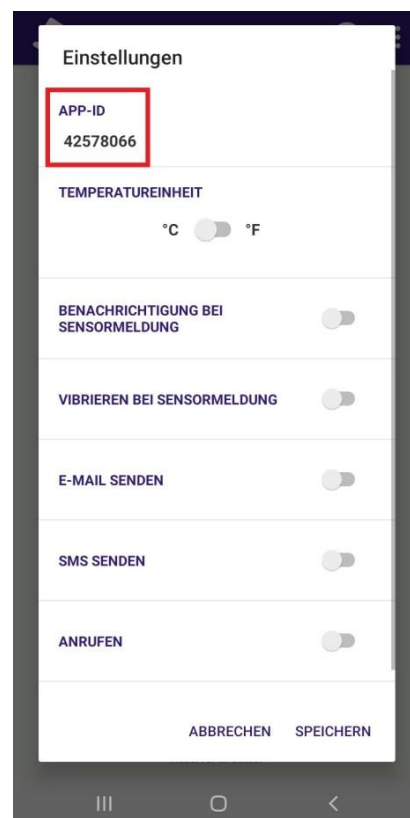 Einstellungen
APP-ID
42578066
TEMPERATUREINHEIT
°C °F
BENACHRICHTIGUNG BEI
SENSORMELDUNG
VIBRIEREN BEI SENSORMELDUNG
E-MAIL SENDEN
SMS SENDEN
ANRUFEN
ABBRECHEN SPEICHERN